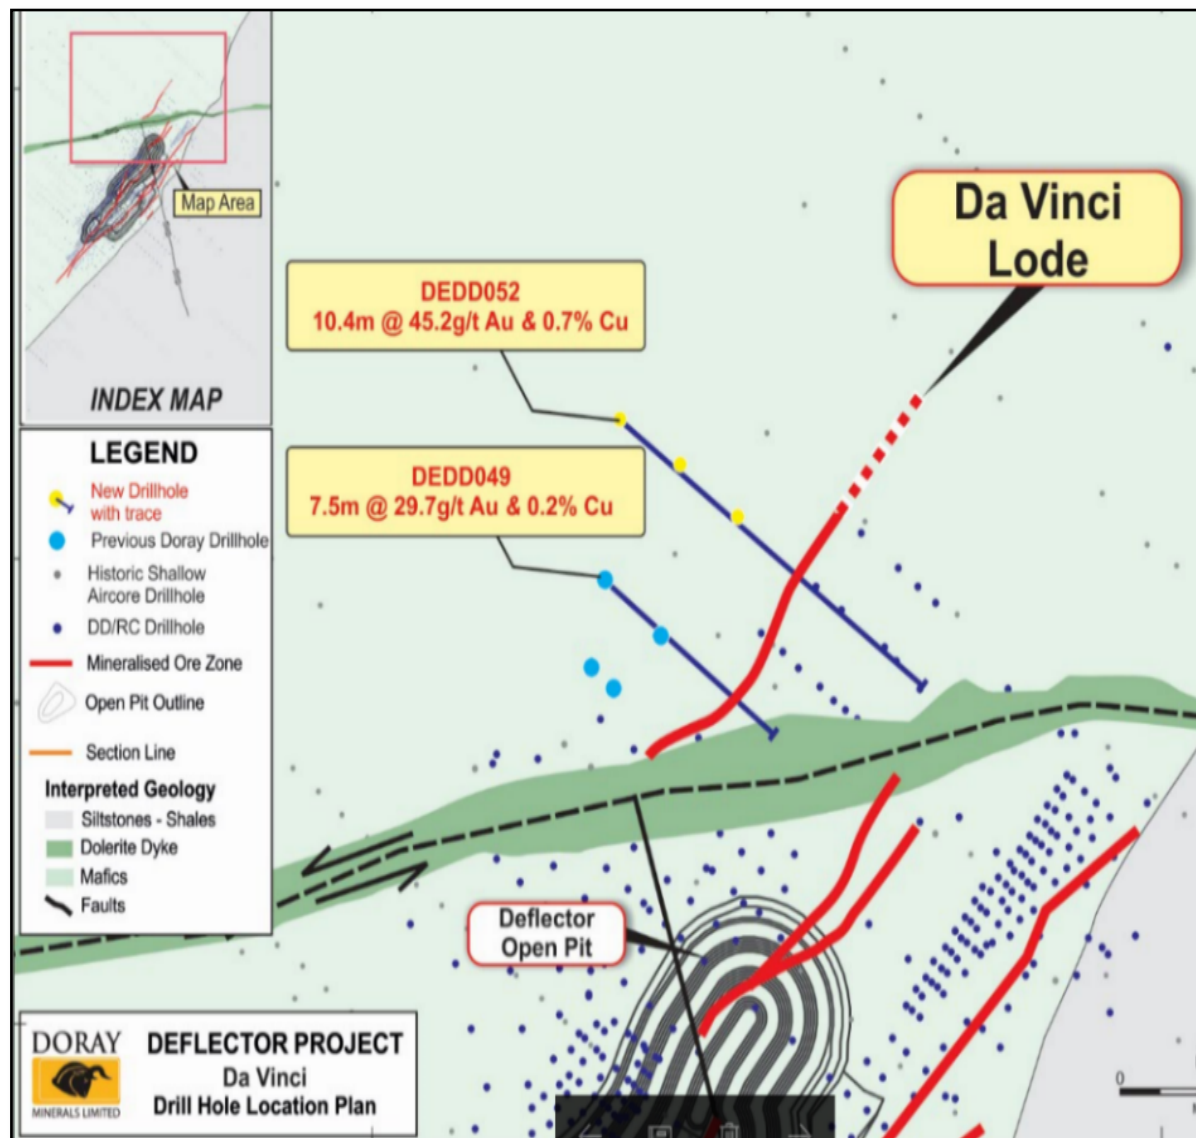 Map Area
INDEX MAP
LEGEND
New Drillhole
with trace
Previous Doray Drillhole
Historic Shallow
Aircore Drillhole
DD/RC Drillhole
Mineralised Ore Zone
Open Pit Outline
Section Line
Interpreted Geology
Siltstones - Shales
Dolerite Dyke
Mafics
Faults
DEDD052
10.4m @ 45.2g/t Au & 0.7% Cu
DEDD049
7.5m @ 29.7g/t Au & 0.2% Cu
Da Vinci
Lode
Deflector
Open Pit
DORAY
MINERALS LIMITED
DEFLECTOR PROJECT
Da Vinci
Drill Hole Location Plan
0